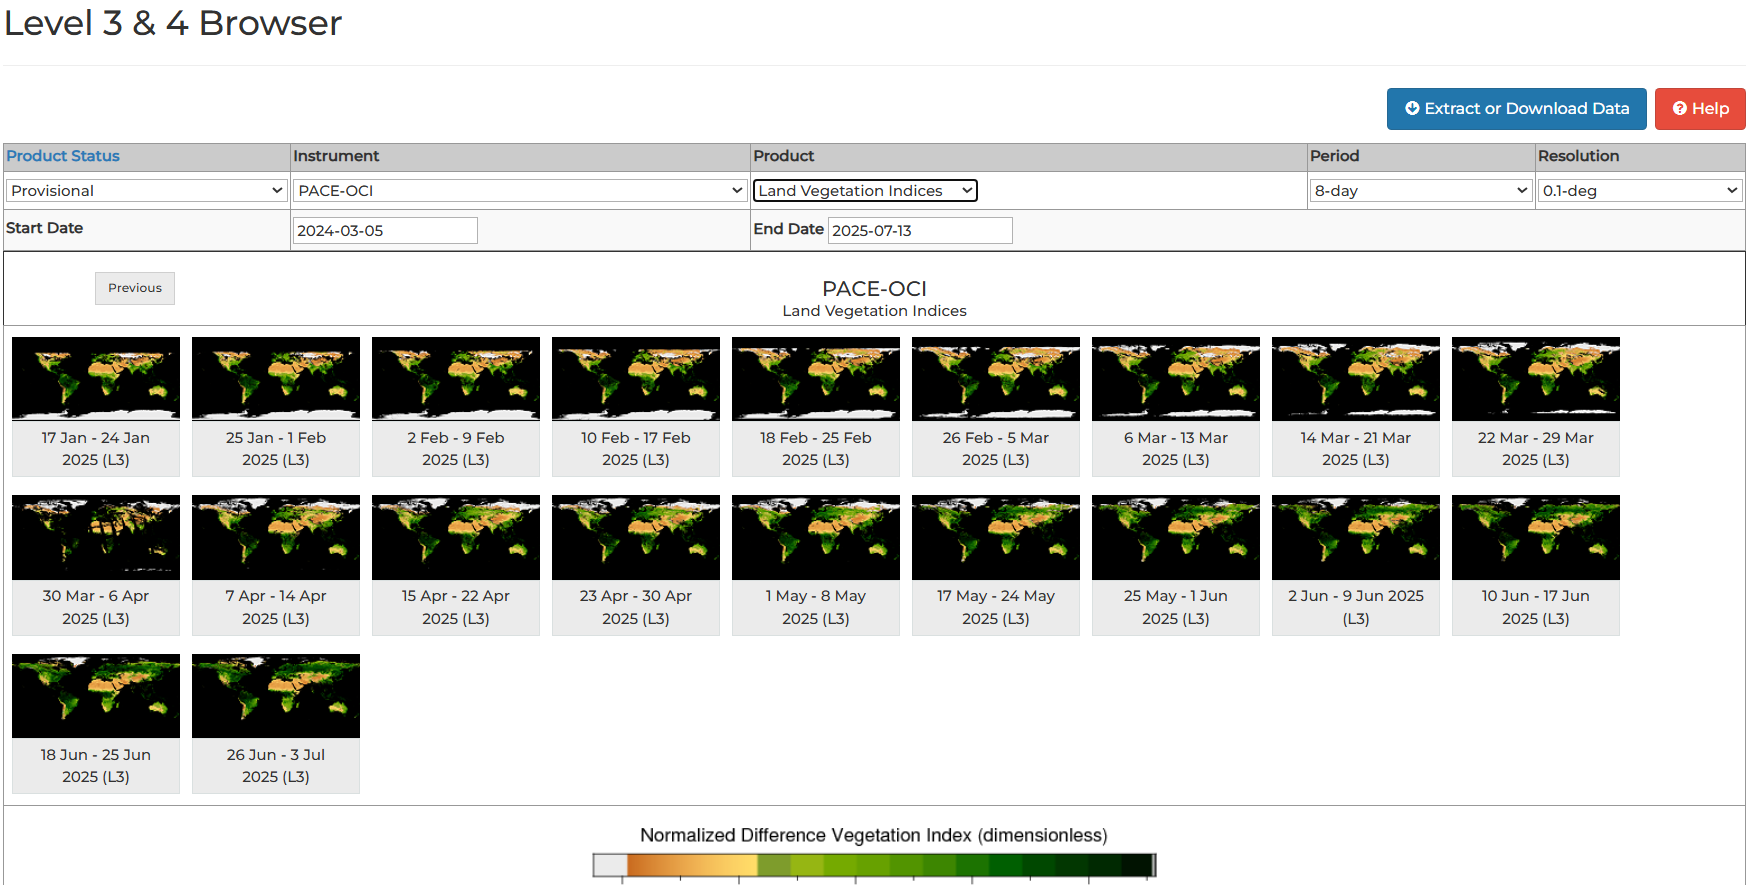 Level 3 & 4 Browser
Extract or Download Data
Help
Product Status Instrument Product Period Resolution
Provisional PACE-OCI Land Vegetation Indices 8-day 0.1-deg
Start Date 2024-03-05 End Date 2025-07-13
Previous
PACE-OCI
Land Vegetation Indices
17 Jan - 24 Jan
2025 (L3)
25 Jan - 1 Feb
2025 (L3)
2 Feb - 9 Feb
2025 (L3)
10 Feb - 17 Feb
2025 (L3)
18 Feb - 25 Feb
2025 (L3)
26 Feb - 5 Mar
2025 (L3)
6 Mar - 13 Mar
2025 (L3)
14 Mar - 21 Mar
2025 (L3)
22 Mar - 29 Mar
2025 (L3)
30 Mar - 6 Apr
2025 (L3)
7 Apr - 14 Apr
2025 (L3)
15 Apr - 22 Apr
2025 (L3)
23 Apr - 30 Apr
2025 (L3)
1 May - 8 May
2025 (L3)
17 May - 24 May
2025 (L3)
25 May - 1 Jun
2025 (L3)
2 Jun - 9 Jun 2025
(L3)
10 Jun - 17 Jun
2025 (L3)
18 Jun - 25 Jun
2025 (L3)
26 Jun - 3 Jul
2025 (L3)
Normalized Difference Vegetation Index (dimensionless)